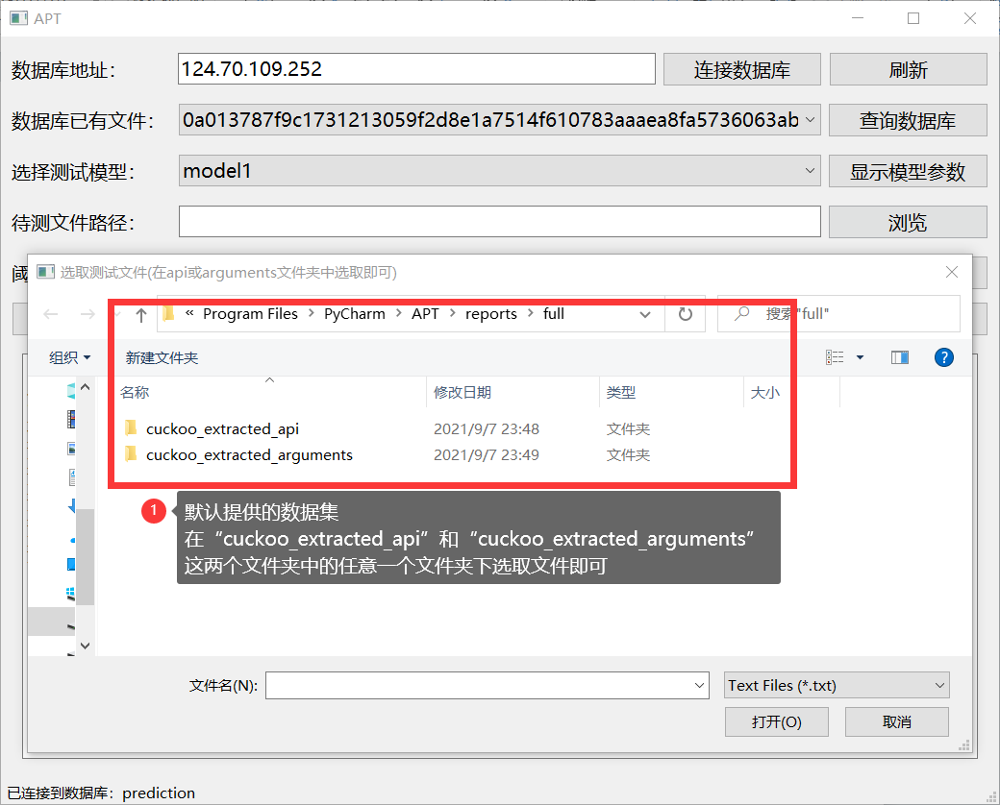 APT
数据库地址：
124.70.109.252
连接数据库
刷新
数据库已有文件：
0a013787f9c1731213059f2d8e1a7514f610783aaaea8fa5736063ab
查询数据库
选择测试模型：
model1
显示模型参数
待测文件路径：
浏览
选取测试文件(在api或arguments文件夹中选取即可)
« Program Files > PyCharm > APT > reports > full
搜索"full"
组织
新建文件夹
名称
修改日期
类型
大小
cuckoo_extracted_api
2021/9/7 23:48
文件夹
cuckoo_extracted_arguments
2021/9/7 23:49
文件夹
1
默认提供的数据集
在“cuckoo_extracted_api”和“cuckoo_extracted_arguments”
这两个文件夹中的任意一个文件夹下选取文件即可
文件名(N):
Text Files (*.txt)
打开(O)
取消
已连接到数据库：prediction